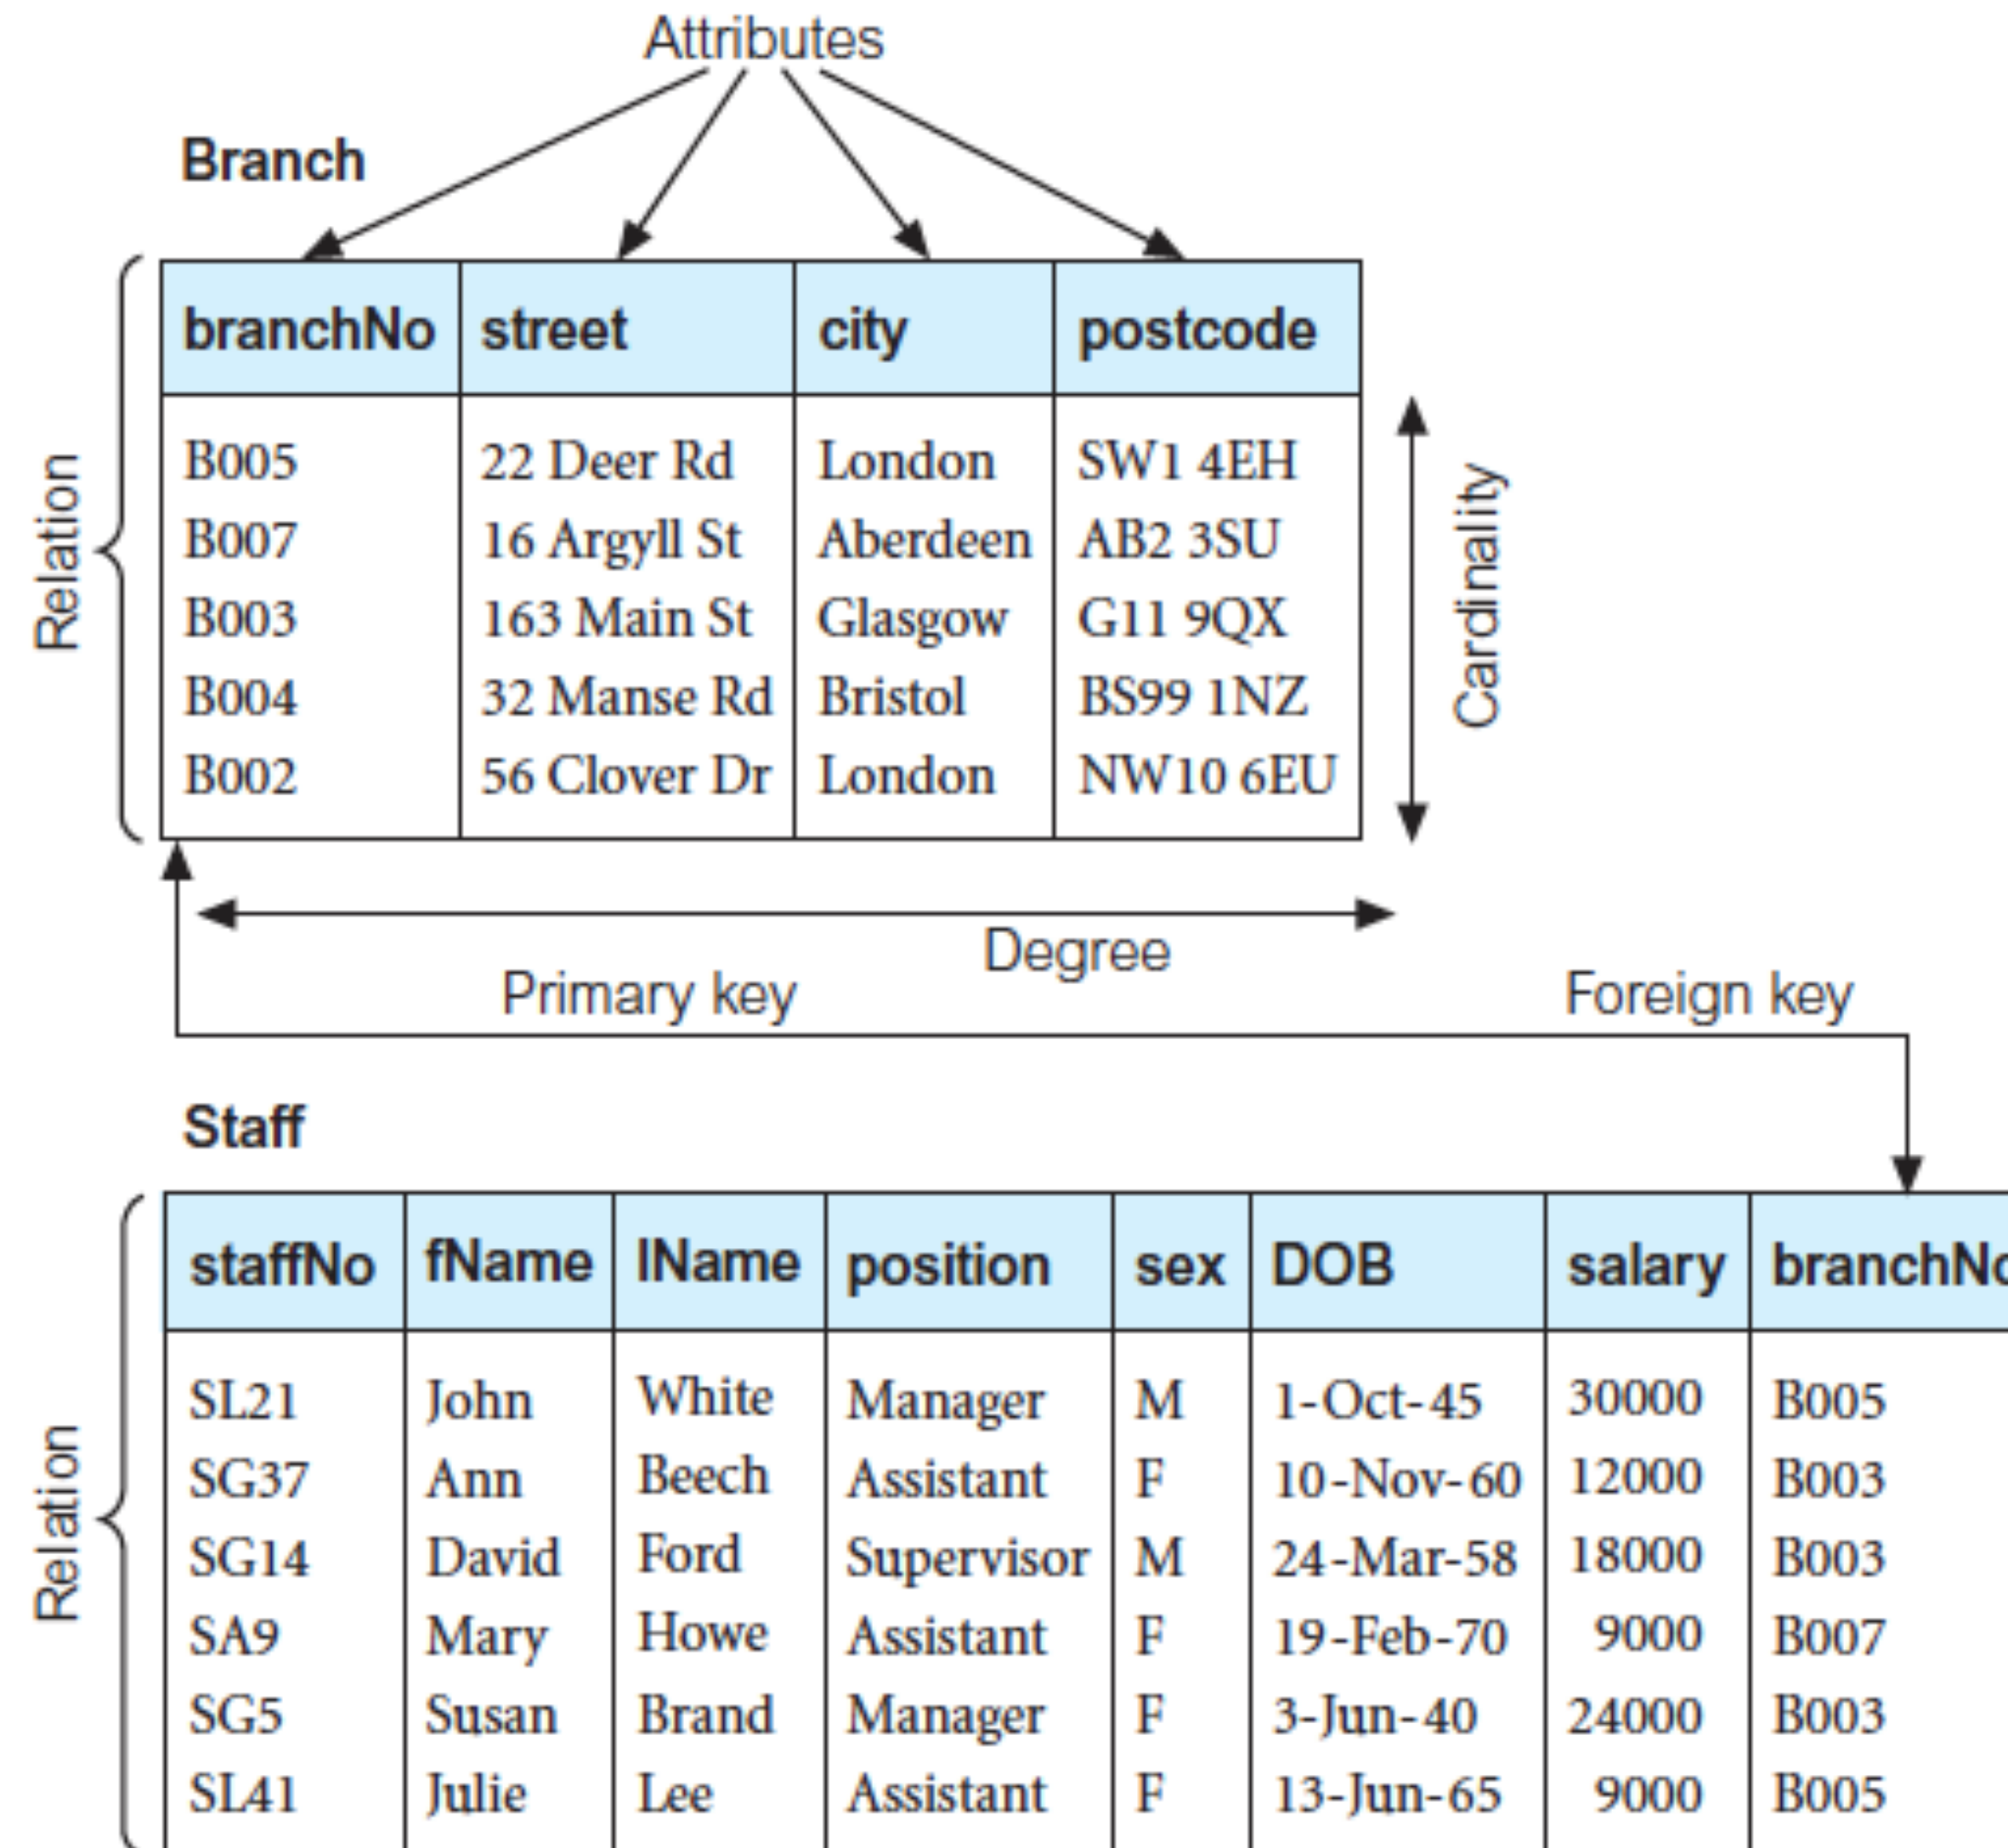 Attributes
Branch
branchNo street city postcode
B005 22 Deer Rd London SW1 4EH
B007 16 Argyll St Aberdeen AB2 3SU
B003 163 Main St Glasgow G11 9QX
B004 32 Manse Rd Bristol BS99 1NZ
B002 56 Clover Dr London NW10 6EU
Relation
Cardinality
Degree
Primary key Foreign key
Staff
staffNo fName lName position sex DOB salary branchNo
SL21 John White Manager M 1-Oct-45 30000 B005
SG37 Ann Beech Assistant F 10-Nov-60 12000 B003
SG14 David Ford Supervisor M 24-Mar-58 18000 B003
SA9 Mary Howe Assistant F 19-Feb-70 9000 B007
SG5 Susan Brand Manager F 3-Jun-40 24000 B003
SL41 Julie Lee Assistant F 13-Jun-65 9000 B005
Relation